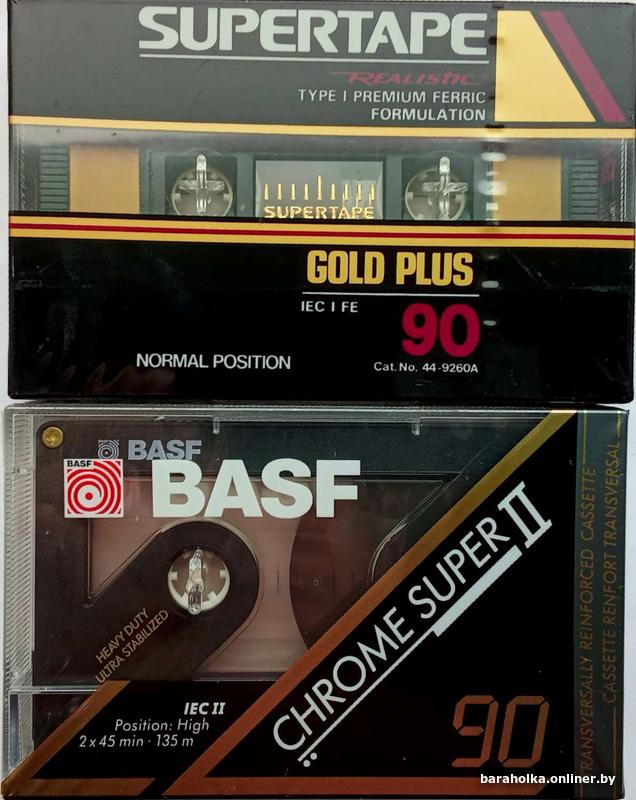 SUPERTAPE
REALISTIC
TYPE I PREMIUM FERRIC
FORMULATION
SUPERTAPE
GOLD PLUS
IEC I FE
90
NORMAL POSITION
Cat. No. 44-9260A
BASF
BASF
BASF
CHROME SUPER II
HEAVY DUTY
ULTRA STABILIZED
IEC II
Position: High
2 x 45 min · 135 m
90
TRANSVERSALLY REINFORCED CASSETTE
CASSETTE RENFORT TRANSVERSAL
baraholka.onliner.by